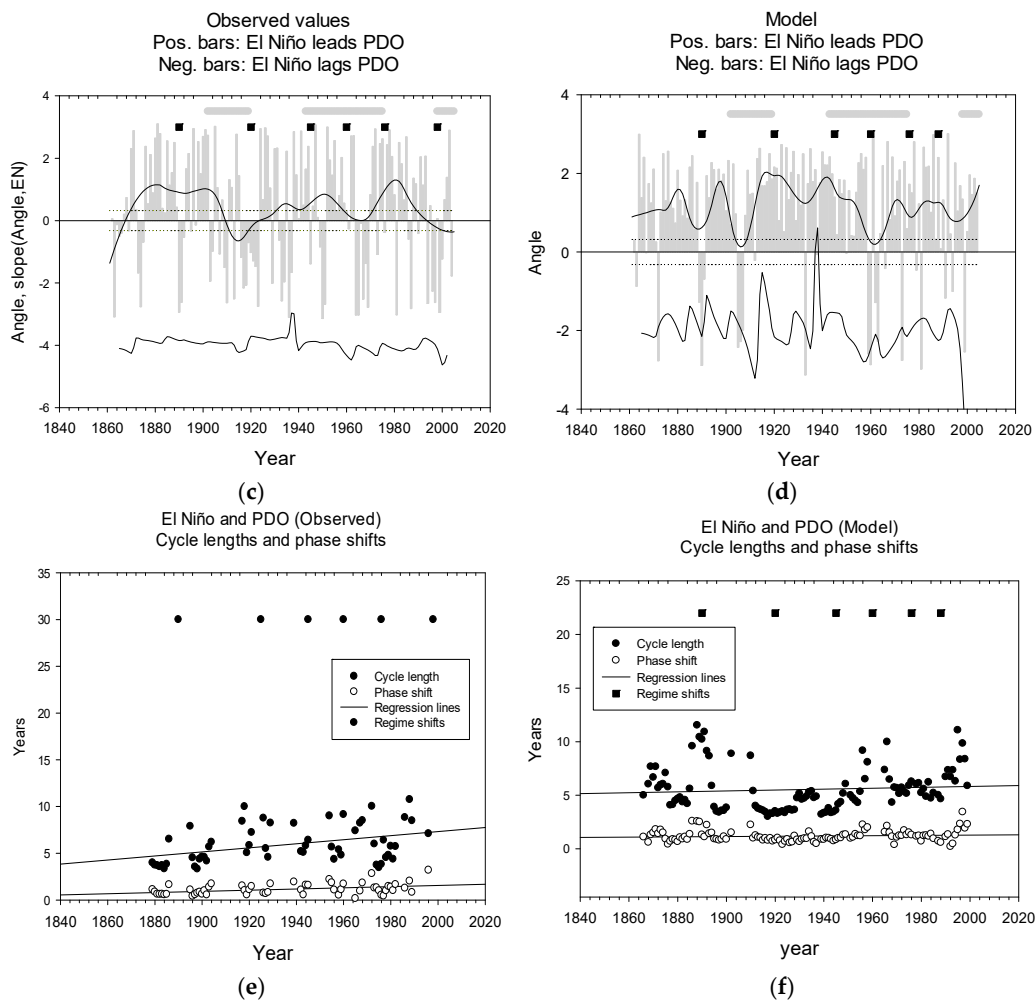 Observed values
Pos. bars: El Niño leads PDO
Neg. bars: El Niño lags PDO
Angle, slope(Angle,EN)
4
2
0
-2
-4
-6
1840 1860 1880 1900 1920 1940 1960 1980 2000 2020
Year
(c)
Model
Pos. bars: El Niño leads PDO
Neg. bars: El Niño lags PDO
Angle
4
2
0
-2
-4
1840 1860 1880 1900 1920 1940 1960 1980 2000 2020
Year
(d)
El Niño and PDO (Observed)
Cycle lengths and phase shifts
Years
35
30
25
20
15
10
5
0
Cycle length
Phase shift
Regression lines
Regime shifts
1840 1860 1880 1900 1920 1940 1960 1980 2000 2020
Year
(e)
El Niño and PDO (Model)
Cycle lengths and phase shifts
Years
25
20
15
10
5
0
Cycle length
Phase shift
Regression lines
Regime shifts
1840 1860 1880 1900 1920 1940 1960 1980 2000 2020
year
(f)